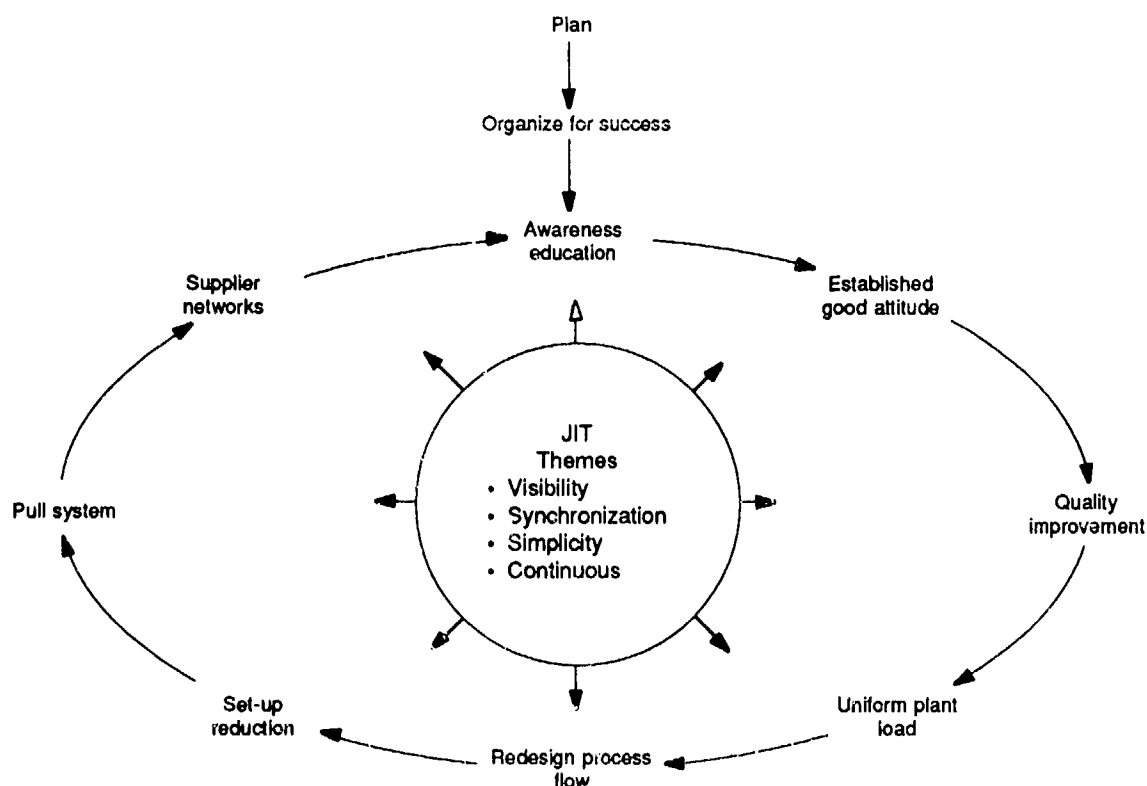 Plan
Organize for success
Awareness
education
Established
good attitude
Quality
improvement
Uniform plant
load
Redesign process
flow
Set-up
reduction
Pull system
Supplier
networks
JIT
Themes
• Visibility
• Synchronization
• Simplicity
• Continuous